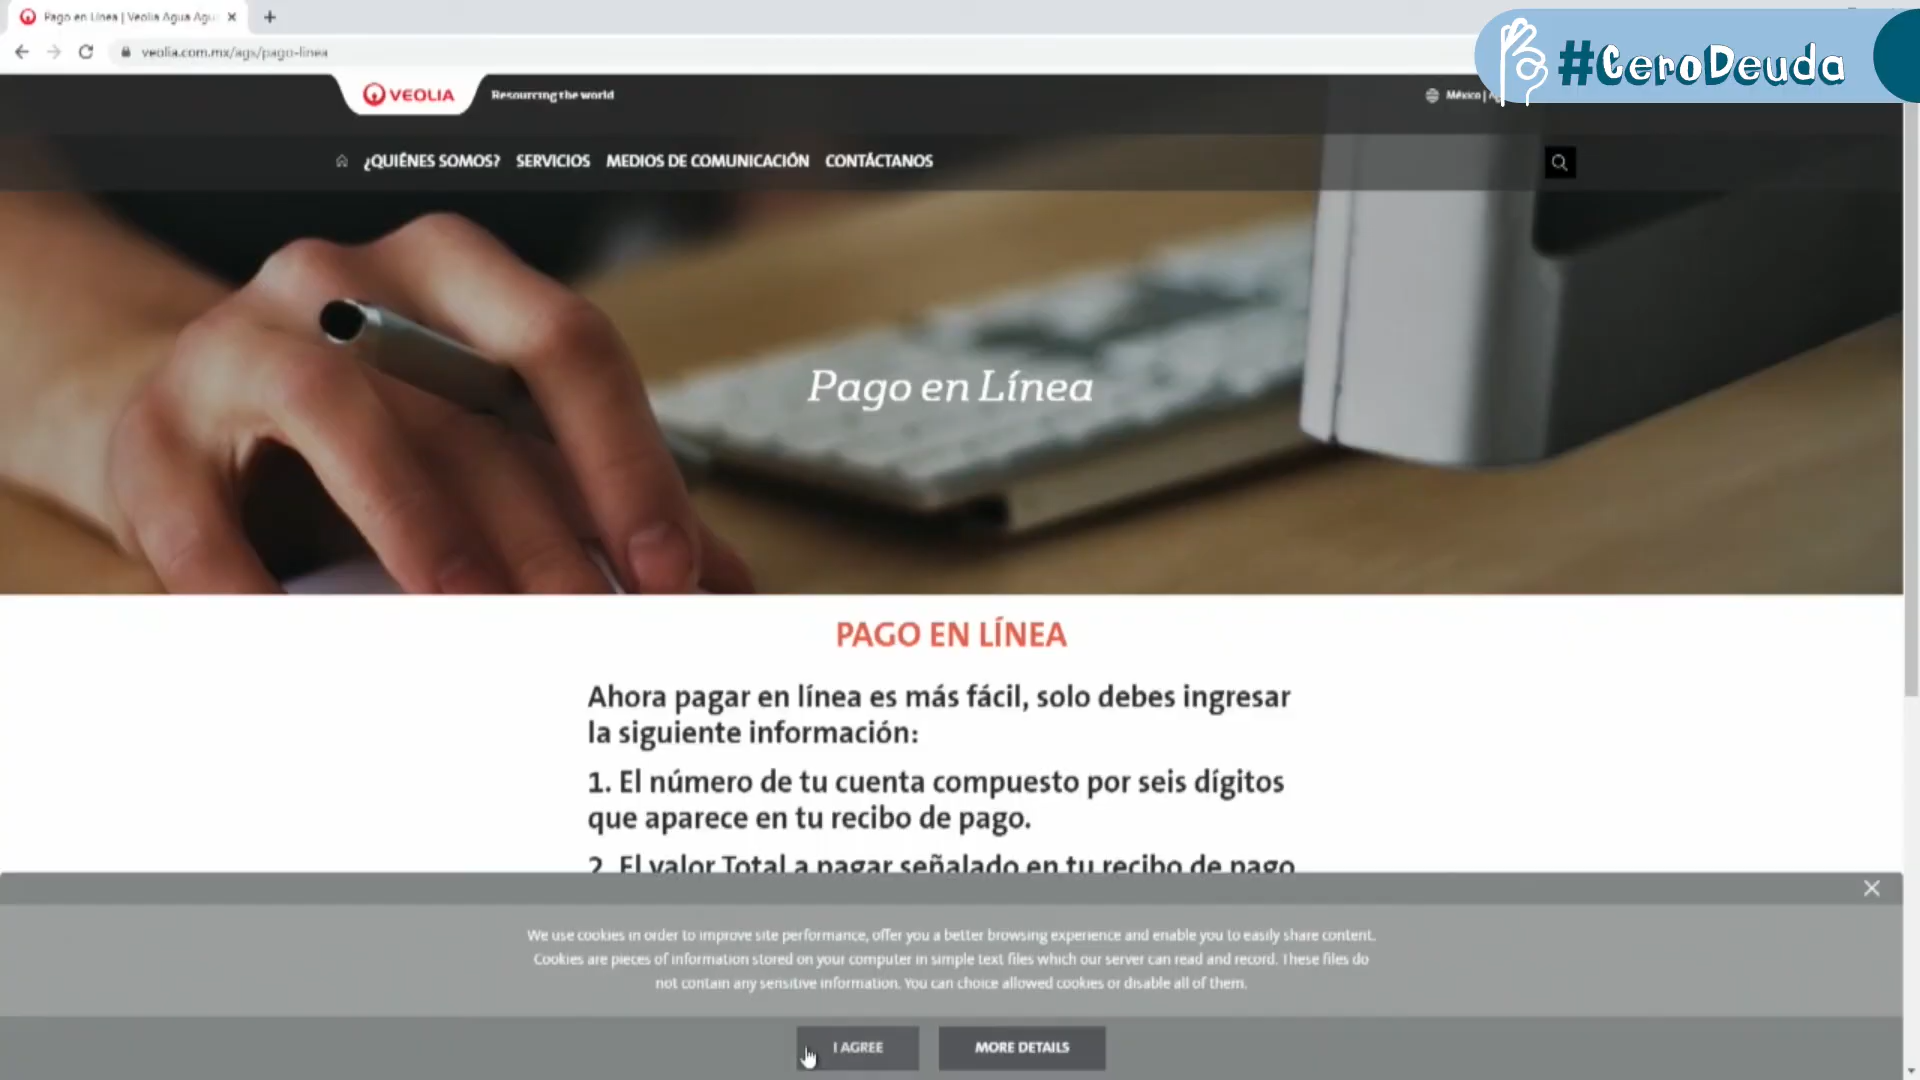 Pago en Línea | Veolia Agua Agu
#CeroDeuda
veolia.com.mx/ags/pago-linea
VEOLIA
Resourcing the world
México |
¿QUIÉNES SOMOS? SERVICIOS MEDIOS DE COMUNICACIÓN CONTÁCTANOS
Pago en Línea
PAGO EN LÍNEA
Ahora pagar en línea es más fácil, solo debes ingresar
la siguiente información:
1. El número de tu cuenta compuesto por seis dígitos
que aparece en tu recibo de pago.
2. El valor Total a pagar señalado en tu recibo de pago
We use cookies in order to improve site performance, offer you a better browsing experience and enable you to easily share content.
Cookies are pieces of information stored on your computer in simple text files which our server can read and record. These files do
not contain any sensitive information. You can choice allowed cookies or disable all of them.
I AGREE
MORE DETAILS